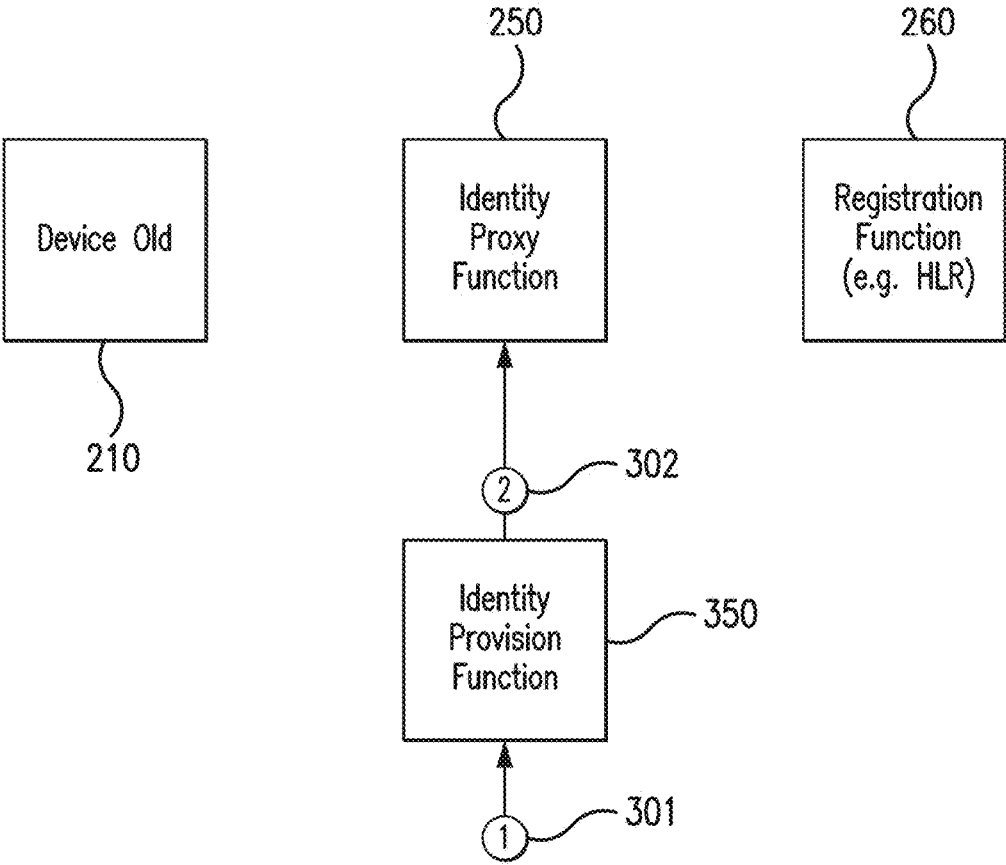 250
260
Device Old
Identity
Proxy
Function
Registration
Function
(e.g. HLR)
210
2
302
Identity
Provision
Function
350
1
301